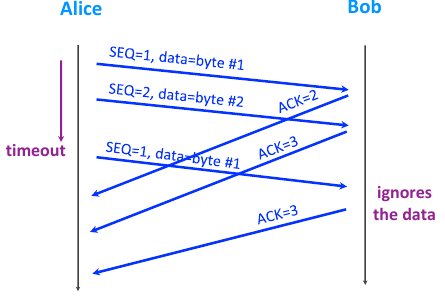 Alice
Bob
SEQ=1, data=byte #1
SEQ=2, data=byte #2
ACK=2
timeout
ACK=3
SEQ=1, data=byte #1
ignores
the data
ACK=3